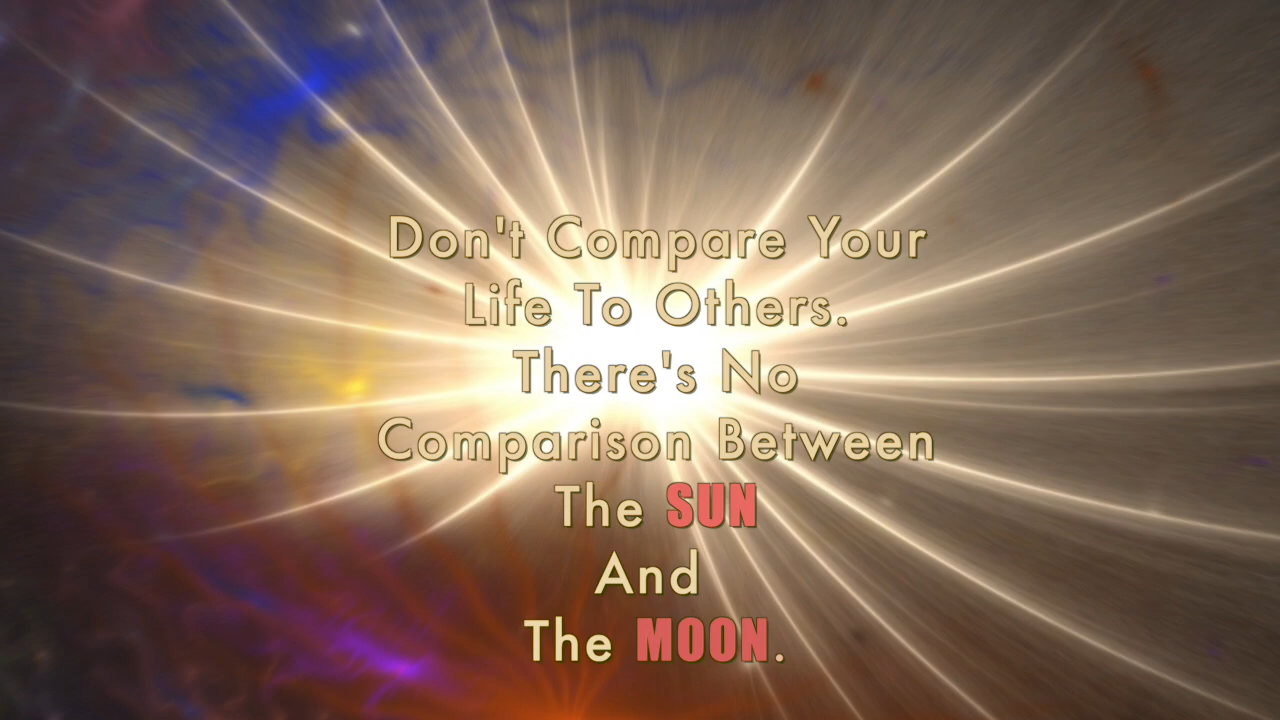 Don't Compare Your
Life To Others.
There's No
Comparison Between
The SUN
And
The MOON.